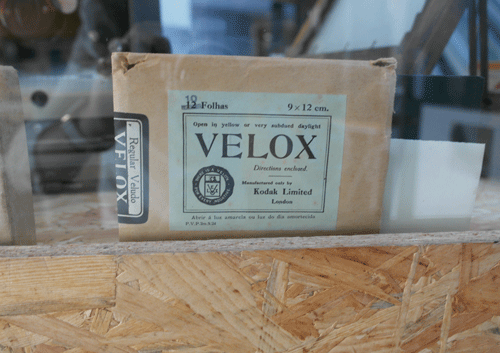 12 Folhas 9 × 12 cm.
Open in yellow or very subdued daylight
VELOX
Directions enclosed.
Manufactured only by
Kodak Limited
London
Abrir á luz amarela ou luz do dia amortecida
Regular Veludo
VELOX